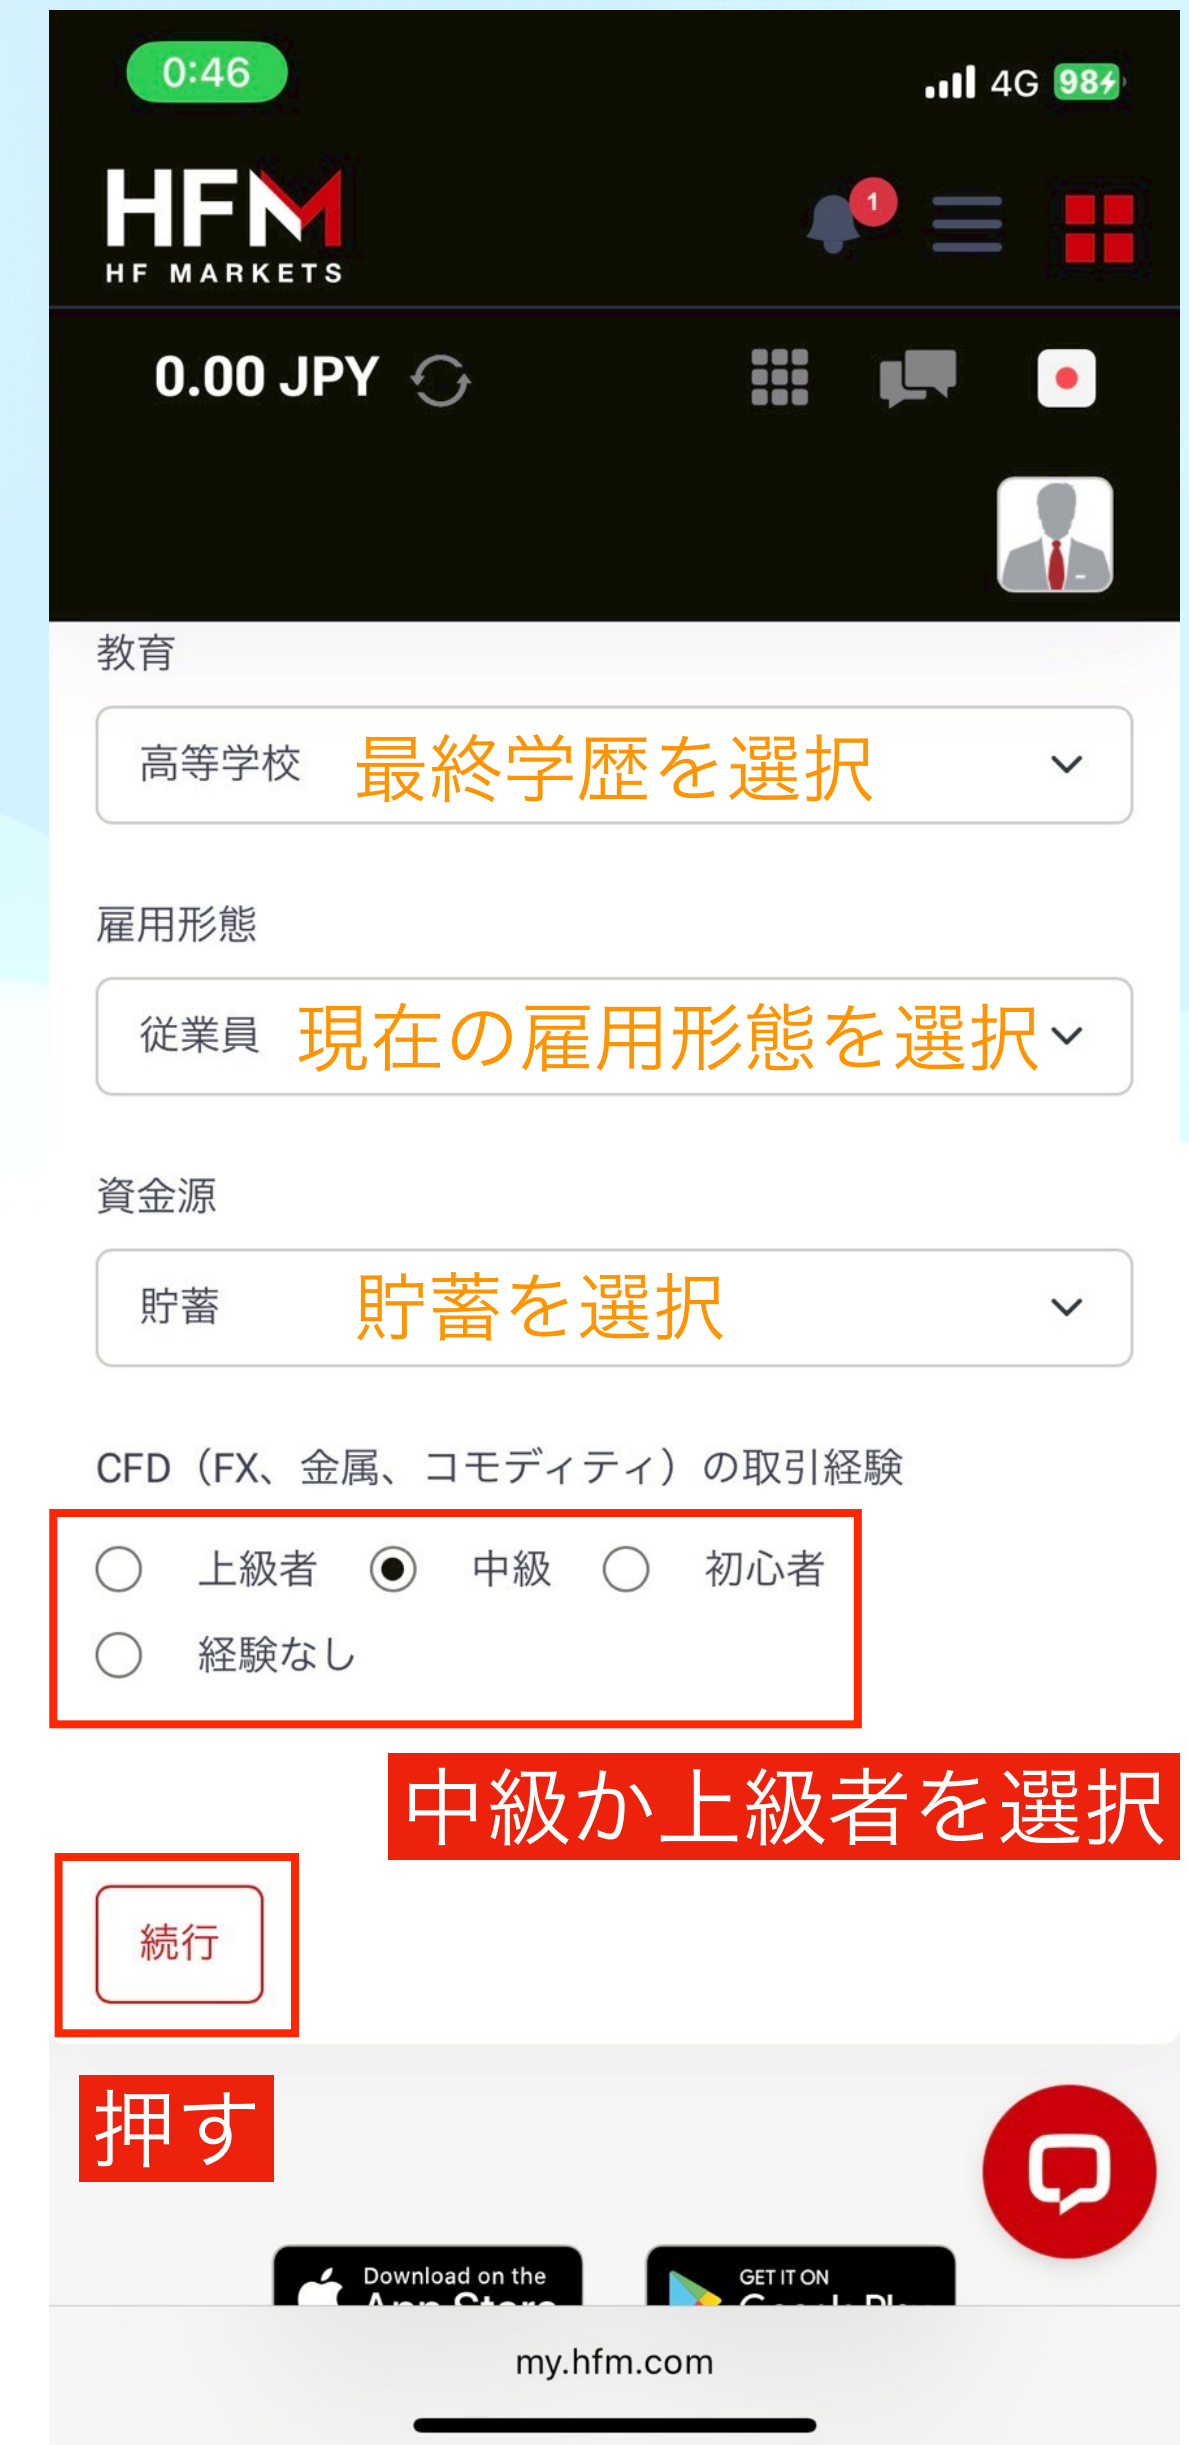 0:46
4G 98
HFM
1
HF MARKETS
0.00 JPY
教育
高等学校 最終学歴を選択
雇用形態
従業員 現在の雇用形態を選択
資金源
貯蓄 貯蓄を選択
CFD（FX、金属、コモディティ）の取引経験
上級者 中級 初心者
経験なし
中級か上級者を選択
続行
押す
Download on the
App Store
GET IT ON
Google Play
my.hfm.com